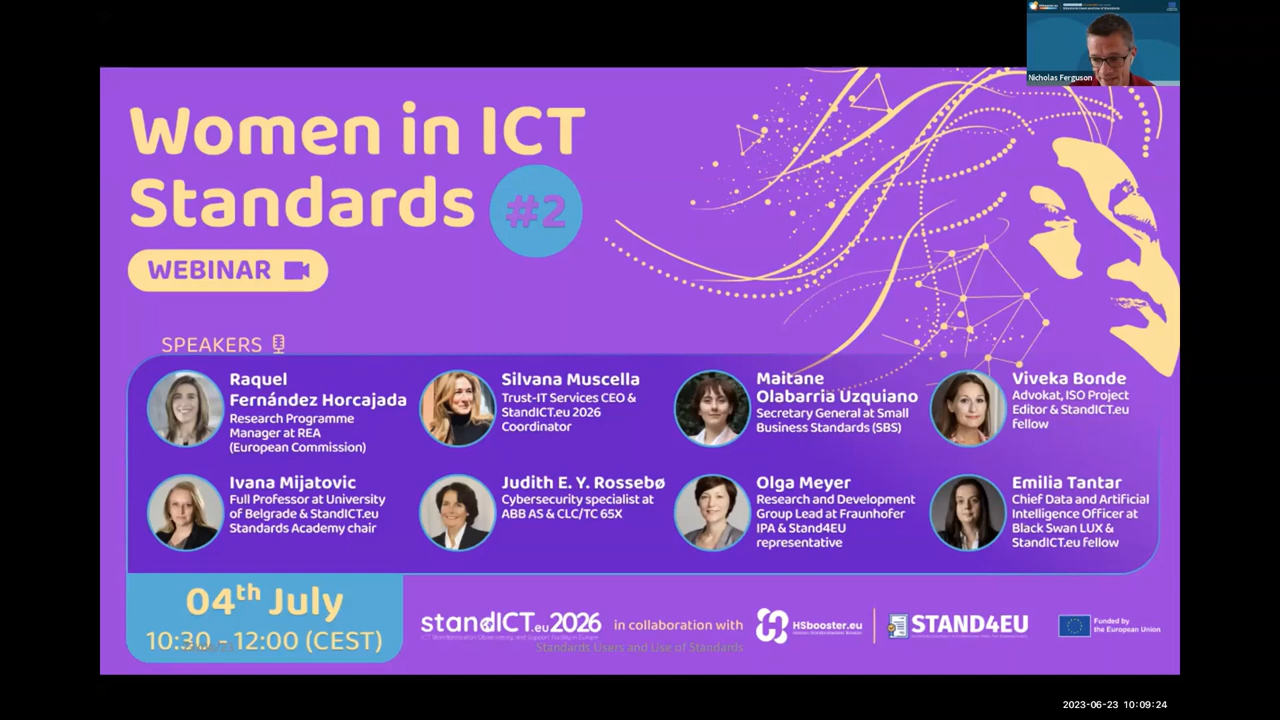 Nicholas Ferguson
Women in ICT
Standards #2
WEBINAR
SPEAKERS
Raquel
Fernández Horcajada
Research Programme
Manager at REA
(European Commission)
Silvana Muscella
Trust-IT Services CEO &
StandICT.eu 2026
Coordinator
Maitane
Olabarria Uzquiano
Secretary General at Small
Business Standards (SBS)
Viveka Bonde
Advokat, ISO Project
Editor & StandICT.eu
fellow
Ivana Mijatovic
Full Professor at University
of Belgrade & StandICT.eu
Standards Academy chair
Judith E. Y. Rossebø
Cybersecurity specialist at
ABB AS & CLC/TC 65X
Olga Meyer
Research and Development
Group Lead at Fraunhofer
IPA & Stand4EU
representative
Emilia Tantar
Chief Data and Artificial
Intelligence Officer at
Black Swan LUX &
StandICT.eu fellow
04th July
10:30 - 12:00 (CEST)
standICT.eu 2026
in collaboration with
HSbooster.eu
STAND4EU
Funded by
the European Union
Standards Users and Use of Standards
2023-06-23 10:09:24